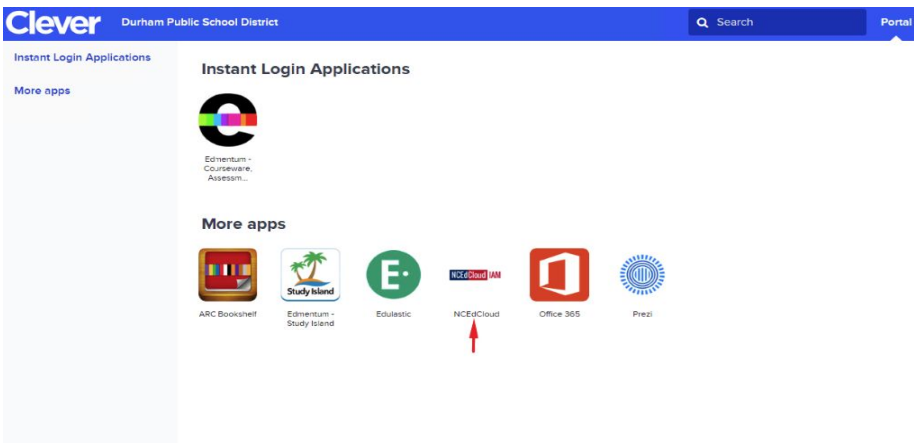 Clever
Durham Public School District
Search
Portal
Instant Login Applications
More apps
Instant Login Applications
e
Edmentum -
Courseware,
Assessm...
More apps
Study Island
E·
NCEdCloud IAM
ARC Bookshelf
Edmentum -
Study Island
Edulastic
NCEdCloud
Office 365
Prezi